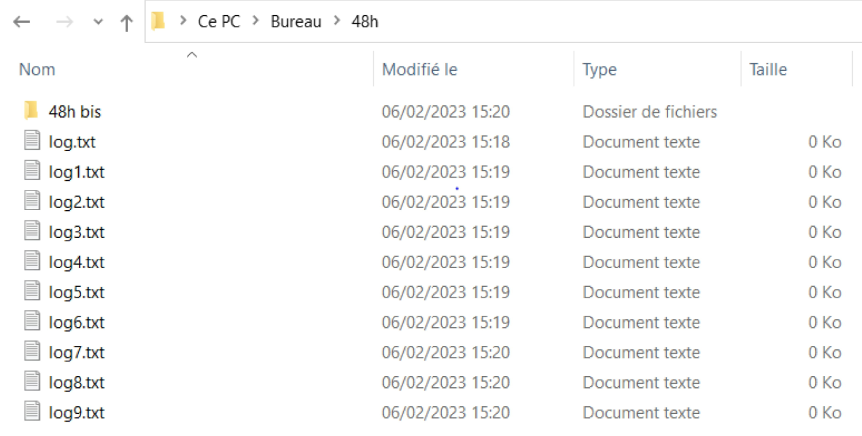 Ce PC > Bureau > 48h
Nom Modifié le Type Taille
48h bis 06/02/2023 15:20 Dossier de fichiers
log.txt 06/02/2023 15:18 Document texte 0 Ko
log1.txt 06/02/2023 15:19 Document texte 0 Ko
log2.txt 06/02/2023 15:19 Document texte 0 Ko
log3.txt 06/02/2023 15:19 Document texte 0 Ko
log4.txt 06/02/2023 15:19 Document texte 0 Ko
log5.txt 06/02/2023 15:19 Document texte 0 Ko
log6.txt 06/02/2023 15:19 Document texte 0 Ko
log7.txt 06/02/2023 15:20 Document texte 0 Ko
log8.txt 06/02/2023 15:20 Document texte 0 Ko
log9.txt 06/02/2023 15:20 Document texte 0 Ko